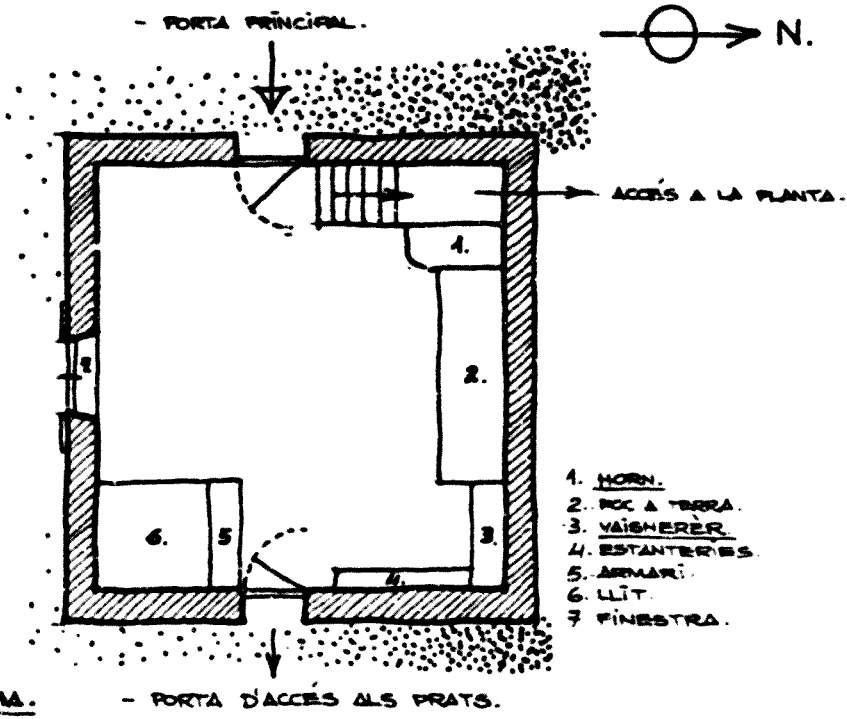 - PORTA PRINCIPAL.
N.
ACCÉS A LA PLANTA.
1.
2.
7
3.
4.
5
6.
1. HORN.
2. FOC A TERRA.
3. VAISHERÈR
4. ESTANTERIES
5. ARMARI
6. LLIT
7 FINESTRA.
- PORTA D'ACCÉS ALS PRATS.